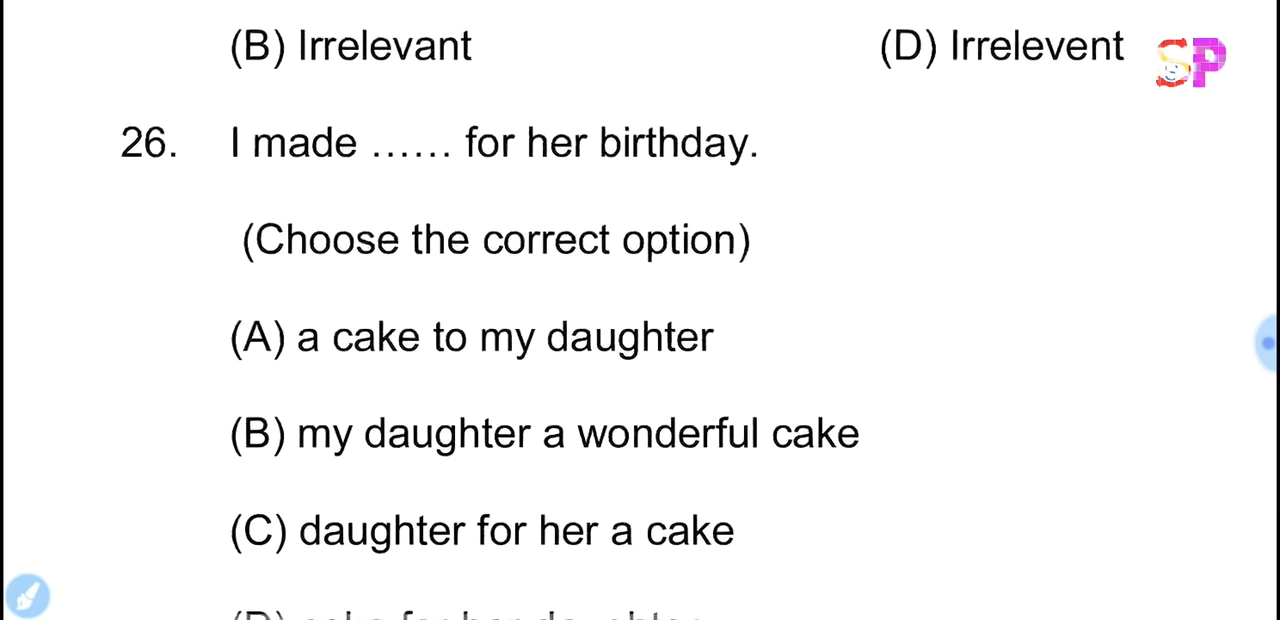 (B) Irrelevant (D) Irrelevent SP
26. I made ...... for her birthday.
(Choose the correct option)
(A) a cake to my daughter
(B) my daughter a wonderful cake
(C) daughter for her a cake